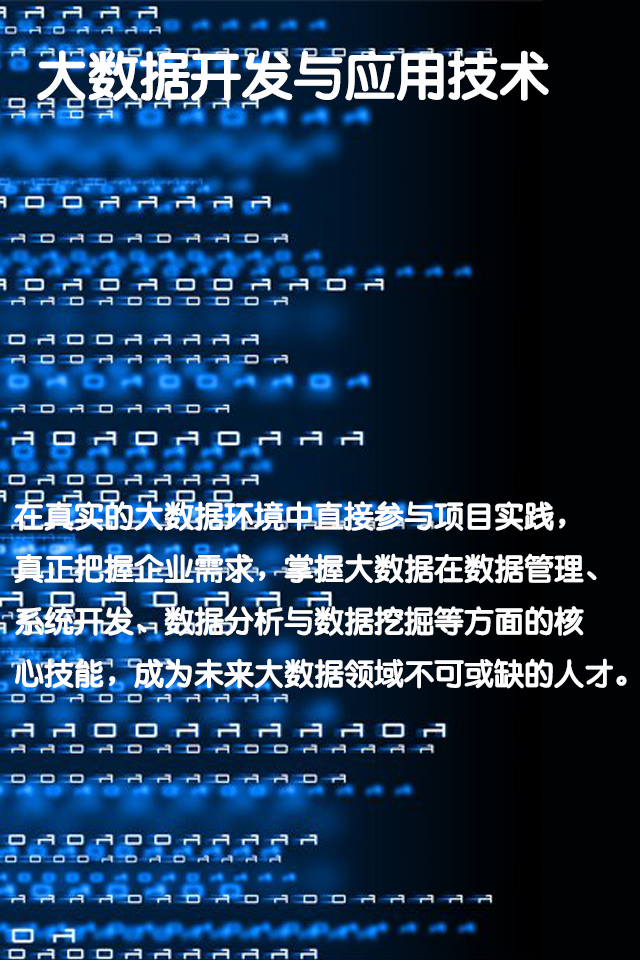 大数据开发与应用技术
在真实的大数据环境中直接参与项目实践，
真正把握企业需求，掌握大数据在数据管理、
系统开发、数据分析与数据挖掘等方面的核
心技能，成为未来大数据领域不可或缺的人才。